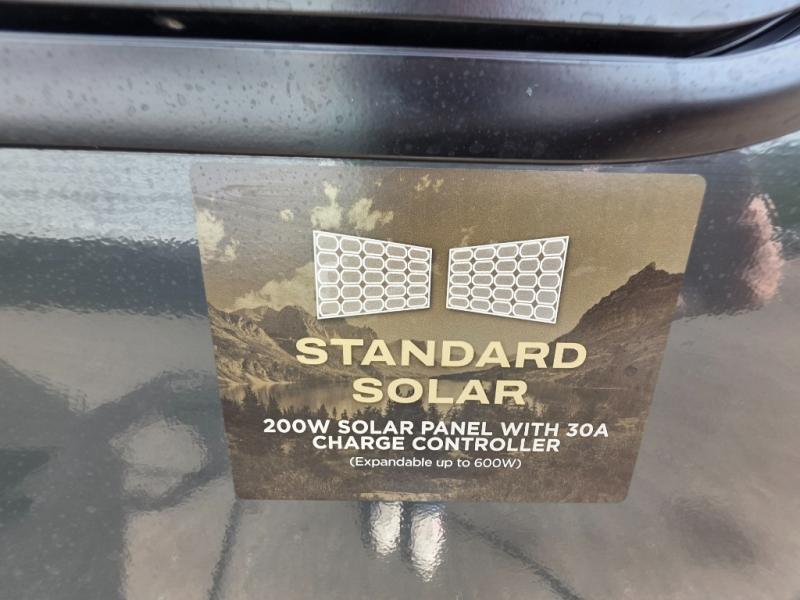 STANDARD
SOLAR
200W SOLAR PANEL WITH 30A
CHARGE CONTROLLER
(Expandable up to 600W)